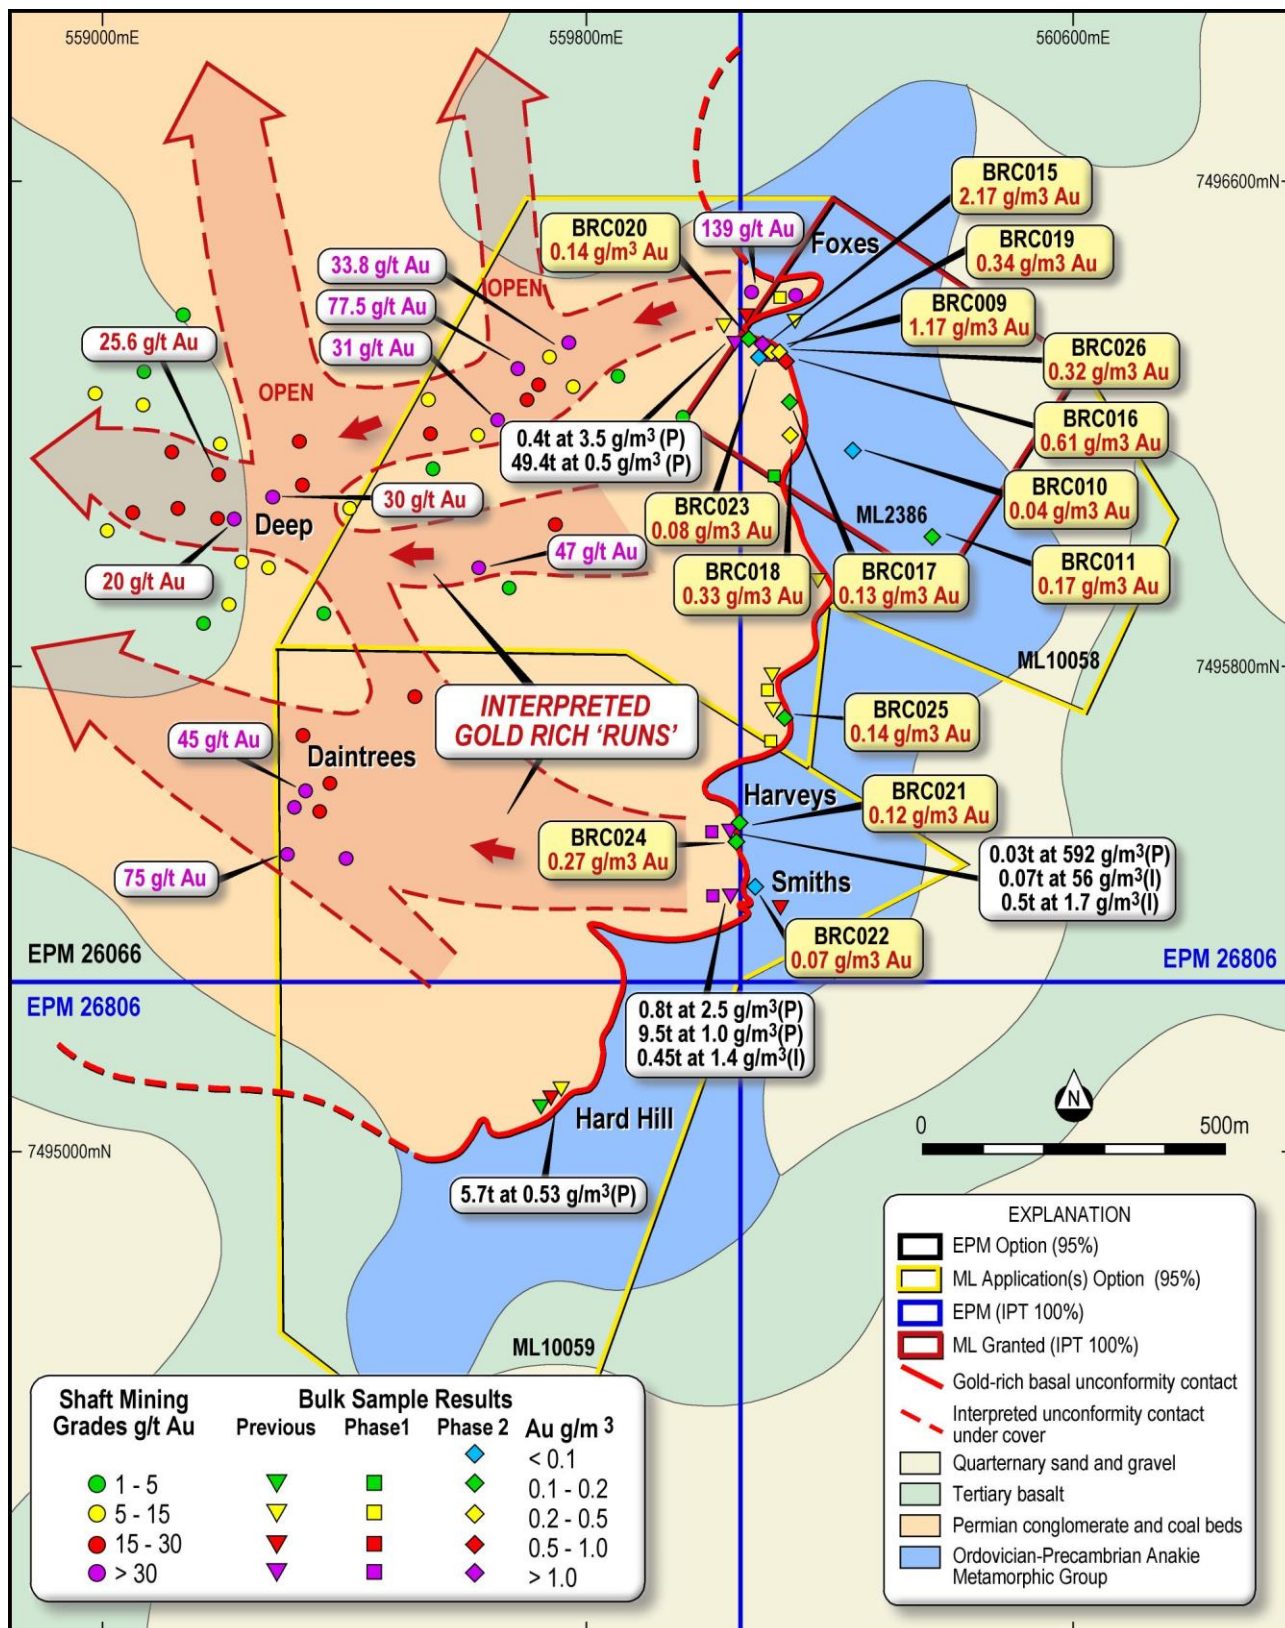 559000mE
559800mE
560600mE
7496600mN
7495800mN
7495000mN
BRC015
2.17 g/m3 Au
BRC020
0.14 g/m³ Au
139 g/t Au
Foxes
BRC019
0.34 g/m3 Au
33.8 g/t Au
OPEN
77.5 g/t Au
BRC009
1.17 g/m3 Au
25.6 g/t Au
31 g/t Au
BRC026
0.32 g/m3 Au
OPEN
BRC016
0.61 g/m3 Au
0.4t at 3.5 g/m³ (P)
49.4t at 0.5 g/m³ (P)
BRC010
0.04 g/m3 Au
30 g/t Au
BRC023
0.08 g/m3 Au
ML2386
Deep
47 g/t Au
BRC011
0.17 g/m3 Au
20 g/t Au
BRC018
0.33 g/m3 Au
BRC017
0.13 g/m3 Au
ML10058
INTERPRETED
GOLD RICH 'RUNS'
BRC025
0.14 g/m3 Au
45 g/t Au
Daintrees
Harveys
BRC021
0.12 g/m3 Au
BRC024
0.27 g/m3 Au
0.03t at 592 g/m³(P)
0.07t at 56 g/m³(I)
0.5t at 1.7 g/m³(I)
75 g/t Au
Smiths
BRC022
0.07 g/m3 Au
EPM 26066
EPM 26806
EPM 26806
0.8t at 2.5 g/m³(P)
9.5t at 1.0 g/m³(P)
0.45t at 1.4 g/m³(I)
Hard Hill
N
0
500m
5.7t at 0.53 g/m³(P)
ML10059
EXPLANATION
EPM Option (95%)
ML Application(s) Option (95%)
EPM (IPT 100%)
ML Granted (IPT 100%)
Gold-rich basal unconformity contact
Interpreted unconformity contact
under cover
Quaternary sand and gravel
Tertiary basalt
Permian conglomerate and coal beds
Ordovician-Precambrian Anakie
Metamorphic Group
Shaft Mining
Grades g/t Au
Bulk Sample Results
Previous Phase1 Phase 2 Au g/m 3
< 0.1
1 - 5 0.1 - 0.2
5 - 15 0.2 - 0.5
15 - 30 0.5 - 1.0
> 30 > 1.0